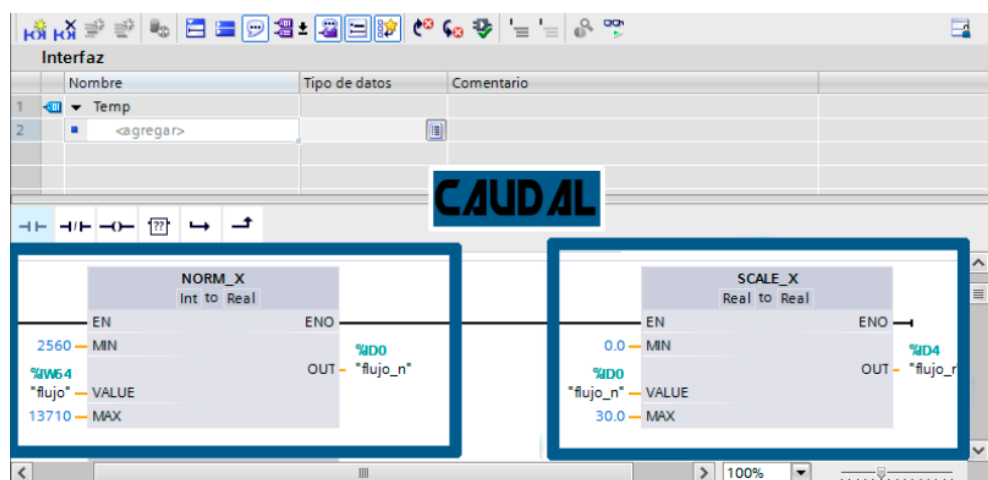 Interfaz
Nombre Tipo de datos Comentario
1 Temp
2 <agregar>
CAUDAL
??
NORM_X
Int to Real
EN ENO
2560 MIN
%ID0
OUT "flujo_n"
%IW64
"flujo" VALUE
13710 MAX
SCALE_X
Real to Real
EN ENO
0.0 MIN
%ID4
OUT "flujo_r
%ID0
"flujo_n" VALUE
30.0 MAX
100%